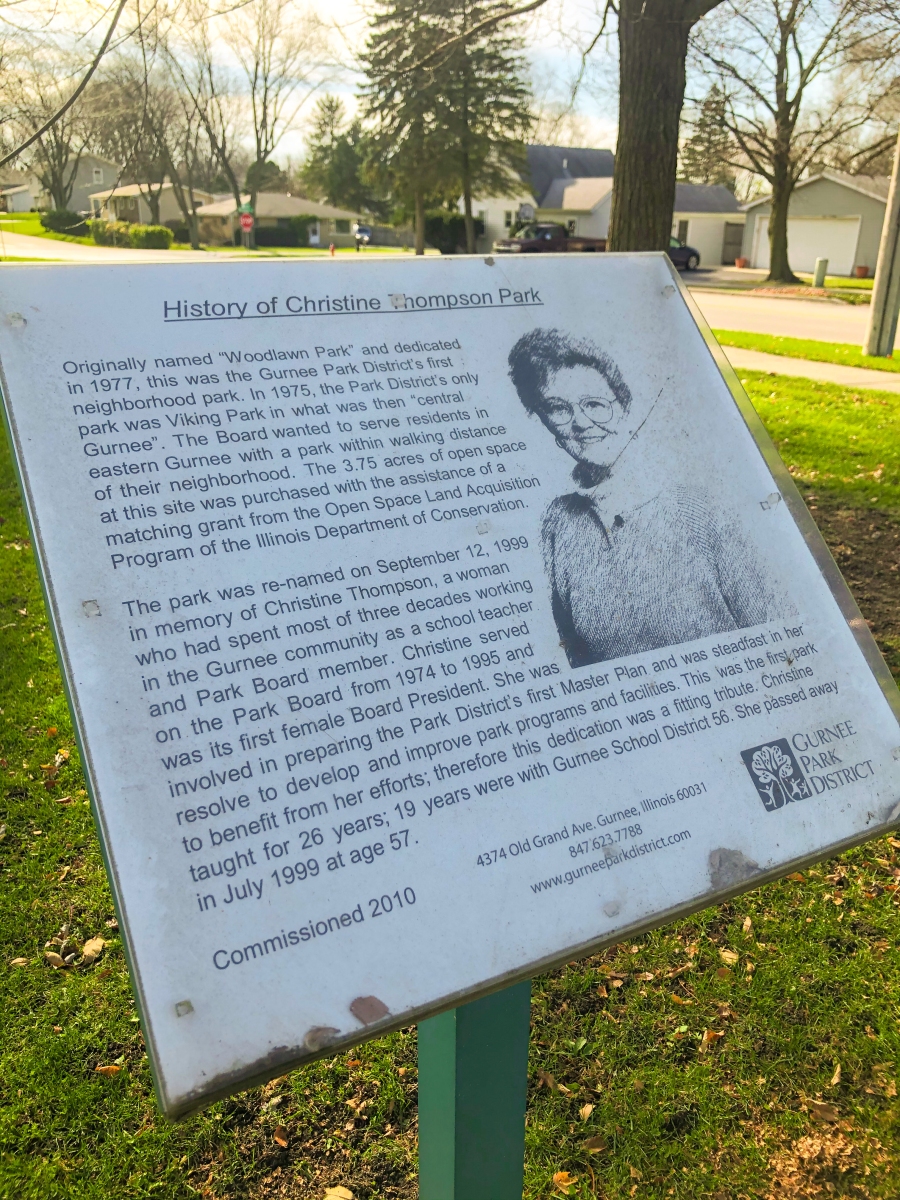 History of Christine Thompson Park
Originally named “Woodlawn Park” and dedicated
in 1977, this was the Gurnee Park District’s first
neighborhood park. In 1975, the Park District’s only
park was Viking Park in what was then “central
Gurnee”. The Board wanted to serve residents in
eastern Gurnee with a park within walking distance
of their neighborhood. The 3.75 acres of open space
at this site was purchased with the assistance of a
matching grant from the Open Space Land Acquisition
Program of the Illinois Department of Conservation.
The park was re-named on September 12, 1999
in memory of Christine Thompson, a woman
who had spent most of three decades working
in the Gurnee community as a school teacher
and Park Board member. Christine served
on the Park Board from 1974 to 1995 and
was its first female Board President. She was
involved in preparing the Park District’s first Master Plan and was steadfast in her
resolve to develop and improve park programs and facilities. This was the first park
to benefit from her efforts; therefore this dedication was a fitting tribute. Christine
taught for 26 years; 19 years were with Gurnee School District 56. She passed away
in July 1999 at age 57.
Commissioned 2010
4374 Old Grand Ave. Gurnee, Illinois 60031
847.623.7788
www.gurneeparkdistrict.com
GURNEE
PARK
DISTRICT